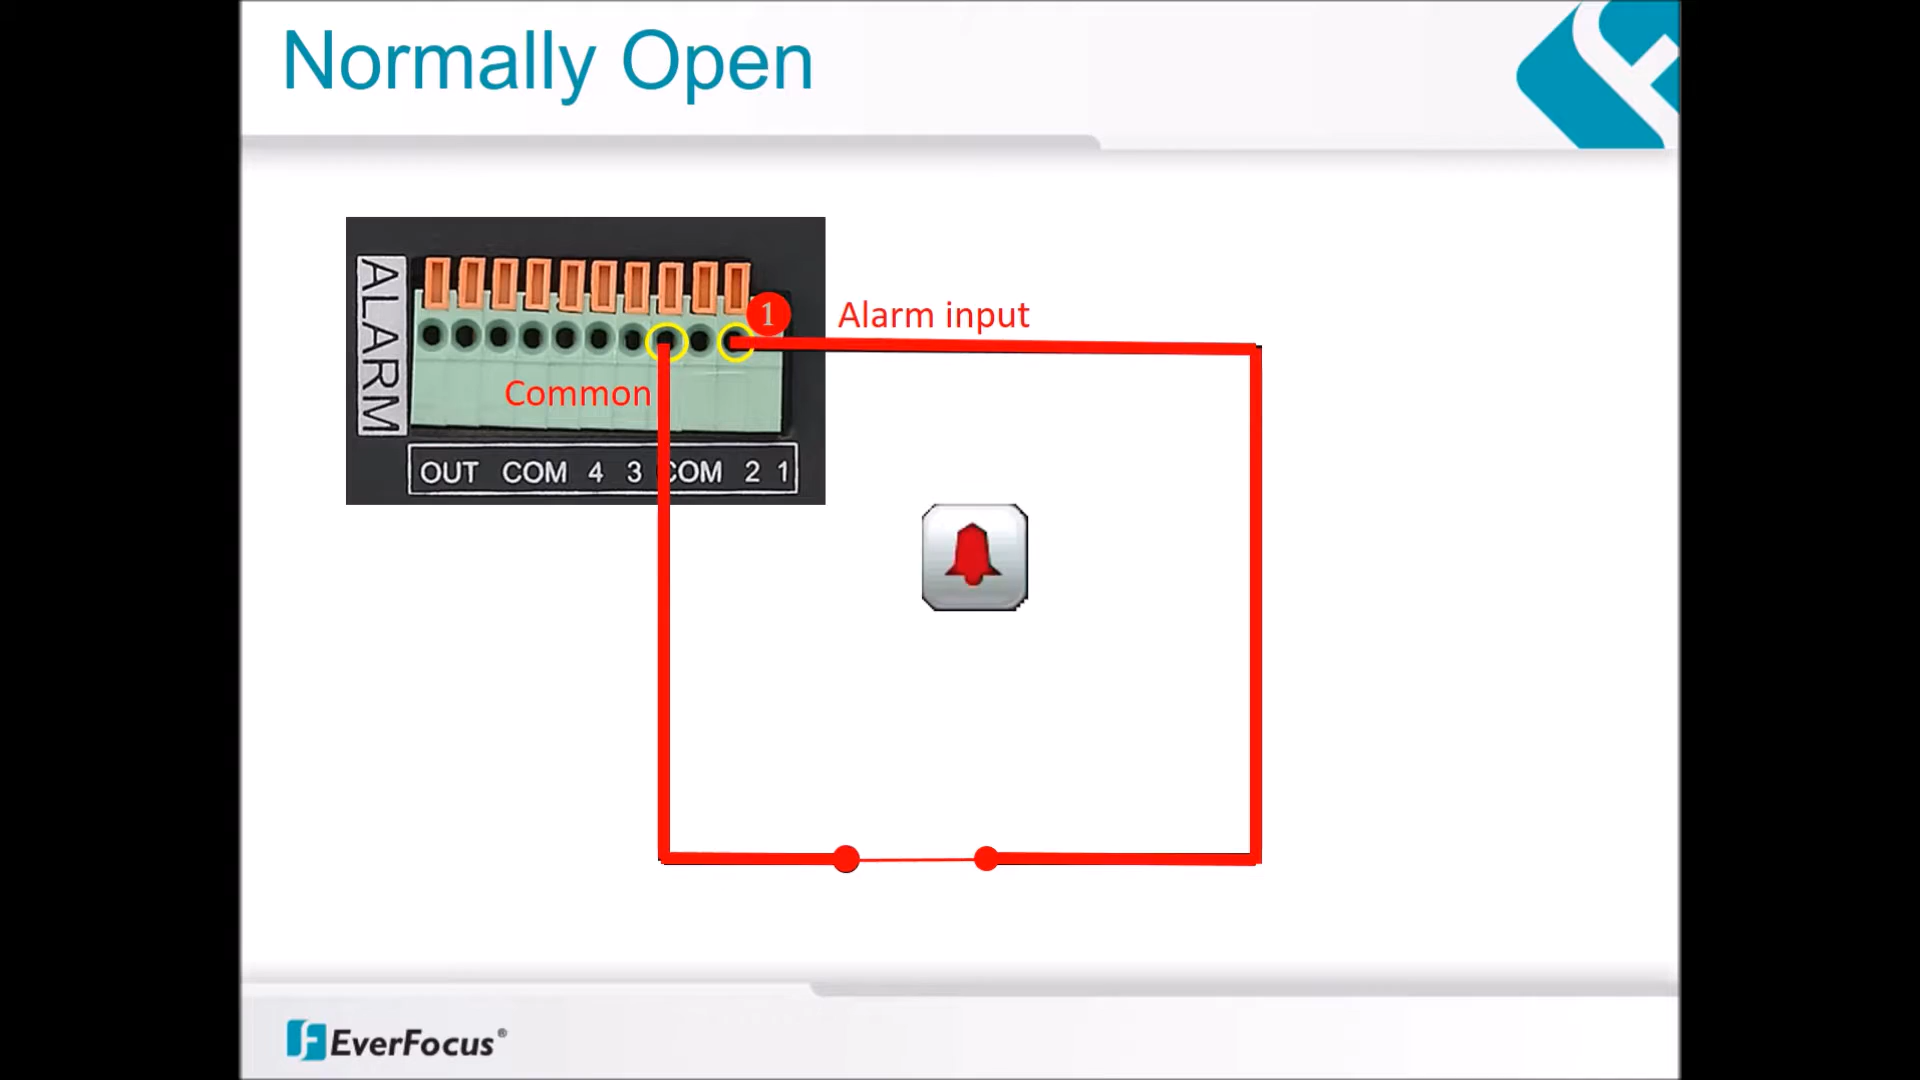 Normally Open
ALARM
1
Alarm input
Common
OUT COM 4 3 COM 2 1
EverFocus®